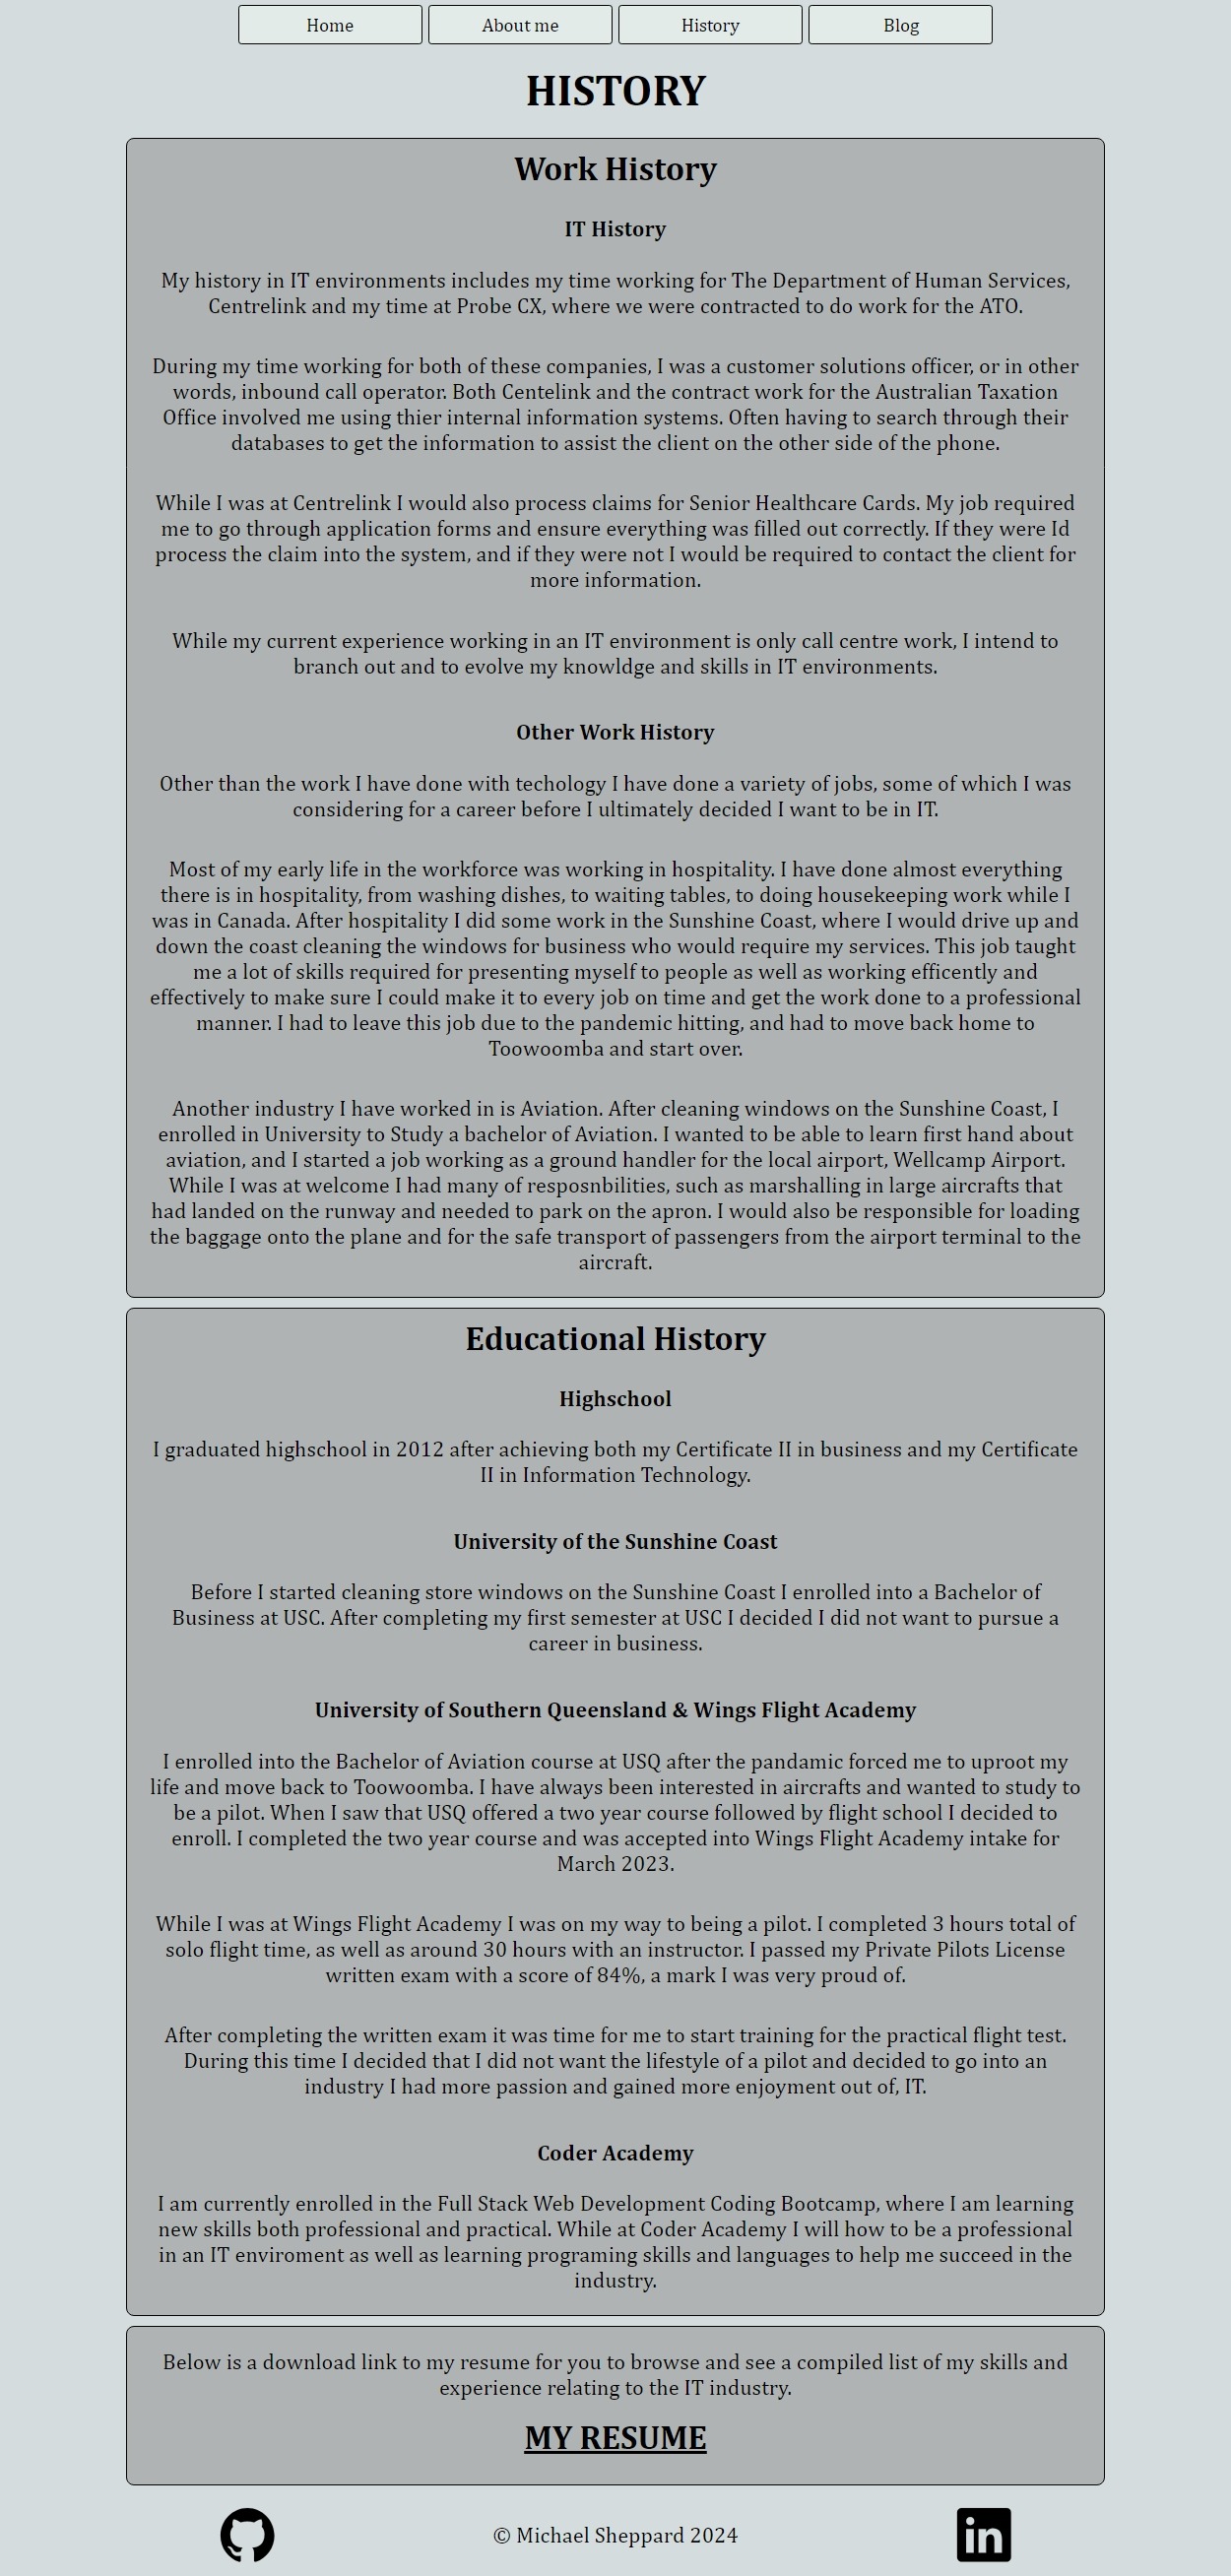 Home
About me
History
Blog
HISTORY
Work History
IT History
My history in IT environments includes my time working for The Department of Human Services,
Centrelink and my time at Probe CX, where we were contracted to do work for the ATO.
During my time working for both of these companies, I was a customer solutions officer, or in other
words, inbound call operator. Both Centelink and the contract work for the Australian Taxation
Office involved me using thier internal information systems. Often having to search through their
databases to get the information to assist the client on the other side of the phone.
While I was at Centrelink I would also process claims for Senior Healthcare Cards. My job required
me to go through application forms and ensure everything was filled out correctly. If they were Id
process the claim into the system, and if they were not I would be required to contact the client for
more information.
While my current experience working in an IT environment is only call centre work, I intend to
branch out and to evolve my knowldge and skills in IT environments.
Other Work History
Other than the work I have done with techology I have done a variety of jobs, some of which I was
considering for a career before I ultimately decided I want to be in IT.
Most of my early life in the workforce was working in hospitality. I have done almost everything
there is in hospitality, from washing dishes, to waiting tables, to doing housekeeping work while I
was in Canada. After hospitality I did some work in the Sunshine Coast, where I would drive up and
down the coast cleaning the windows for business who would require my services. This job taught
me a lot of skills required for presenting myself to people as well as working efficently and
effectively to make sure I could make it to every job on time and get the work done to a professional
manner. I had to leave this job due to the pandemic hitting, and had to move back home to
Toowoomba and start over.
Another industry I have worked in is Aviation. After cleaning windows on the Sunshine Coast, I
enrolled in University to Study a bachelor of Aviation. I wanted to be able to learn first hand about
aviation, and I started a job working as a ground handler for the local airport, Wellcamp Airport.
While I was at welcome I had many of resposnbilities, such as marshalling in large aircrafts that
had landed on the runway and needed to park on the apron. I would also be responsible for loading
the baggage onto the plane and for the safe transport of passengers from the airport terminal to the
aircraft.
Educational History
Highschool
I graduated highschool in 2012 after achieving both my Certificate II in business and my Certificate
II in Information Technology.
University of the Sunshine Coast
Before I started cleaning store windows on the Sunshine Coast I enrolled into a Bachelor of
Business at USC. After completing my first semester at USC I decided I did not want to pursue a
career in business.
University of Southern Queensland & Wings Flight Academy
I enrolled into the Bachelor of Aviation course at USQ after the pandamic forced me to uproot my
life and move back to Toowoomba. I have always been interested in aircrafts and wanted to study to
be a pilot. When I saw that USQ offered a two year course followed by flight school I decided to
enroll. I completed the two year course and was accepted into Wings Flight Academy intake for
March 2023.
While I was at Wings Flight Academy I was on my way to being a pilot. I completed 3 hours total of
solo flight time, as well as around 30 hours with an instructor. I passed my Private Pilots License
written exam with a score of 84%, a mark I was very proud of.
After completing the written exam it was time for me to start training for the practical flight test.
During this time I decided that I did not want the lifestyle of a pilot and decided to go into an
industry I had more passion and gained more enjoyment out of, IT.
Coder Academy
I am currently enrolled in the Full Stack Web Development Coding Bootcamp, where I am learning
new skills both professional and practical. While at Coder Academy I will how to be a professional
in an IT enviroment as well as learning programing skills and languages to help me succeed in the
industry.
Below is a download link to my resume for you to browse and see a compiled list of my skills and
experience relating to the IT industry.
MY RESUME
© Michael Sheppard 2024
in